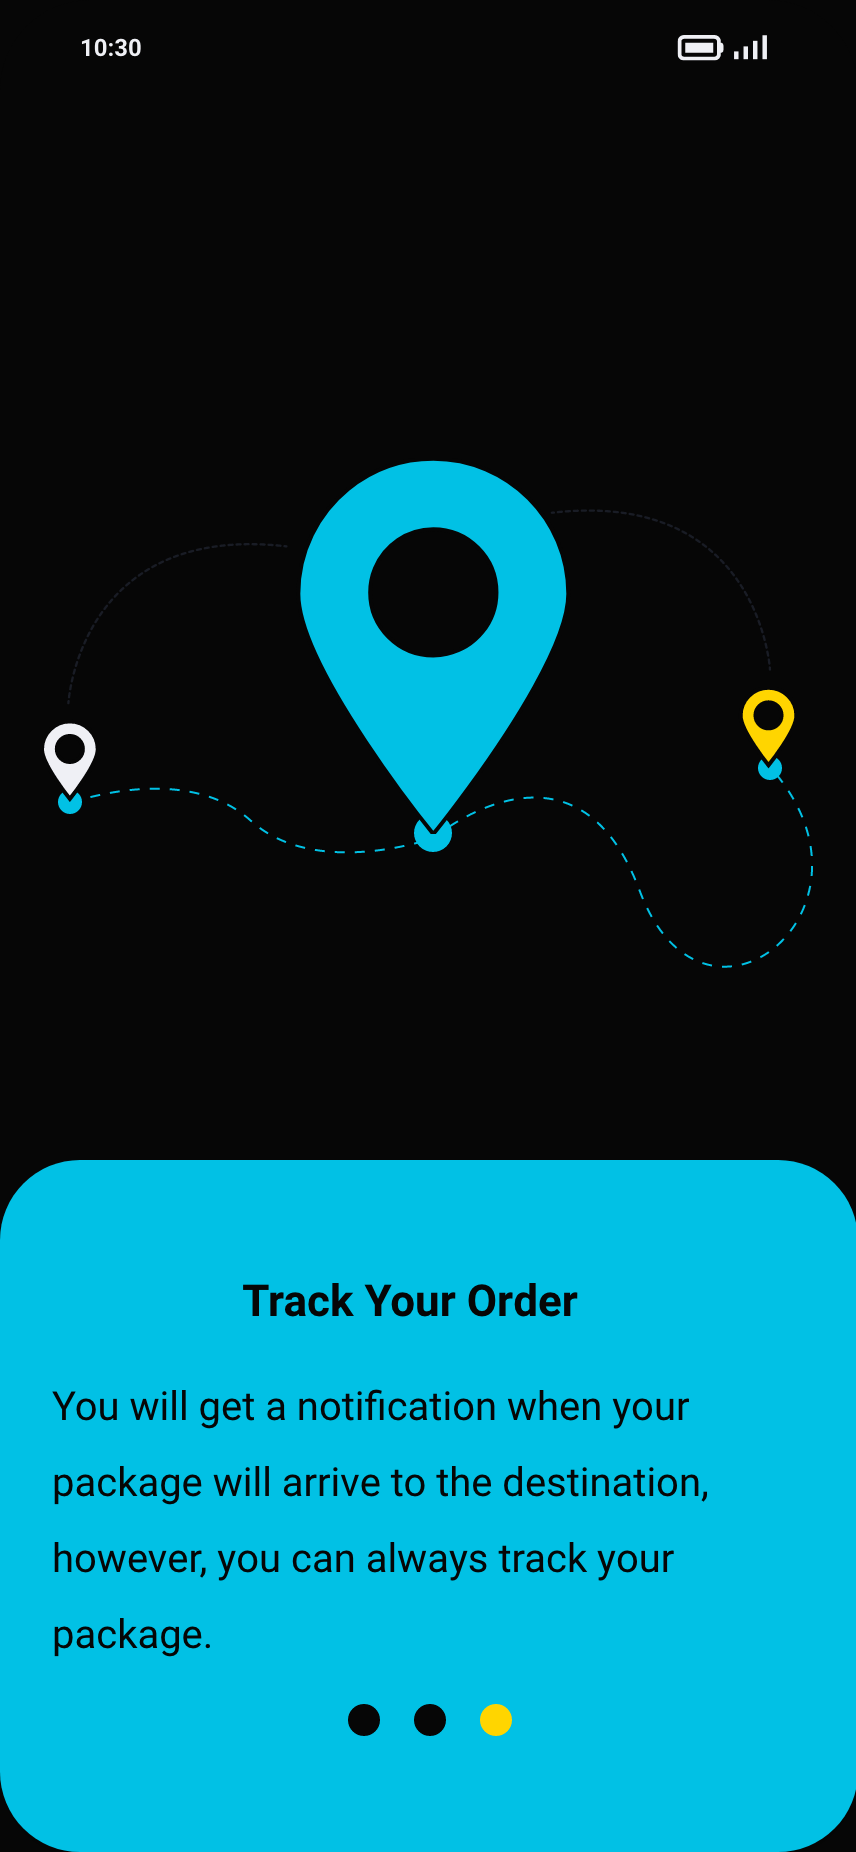 10:30
Track Your Order
You will get a notification when your
package will arrive to the destination,
however, you can always track your
package.